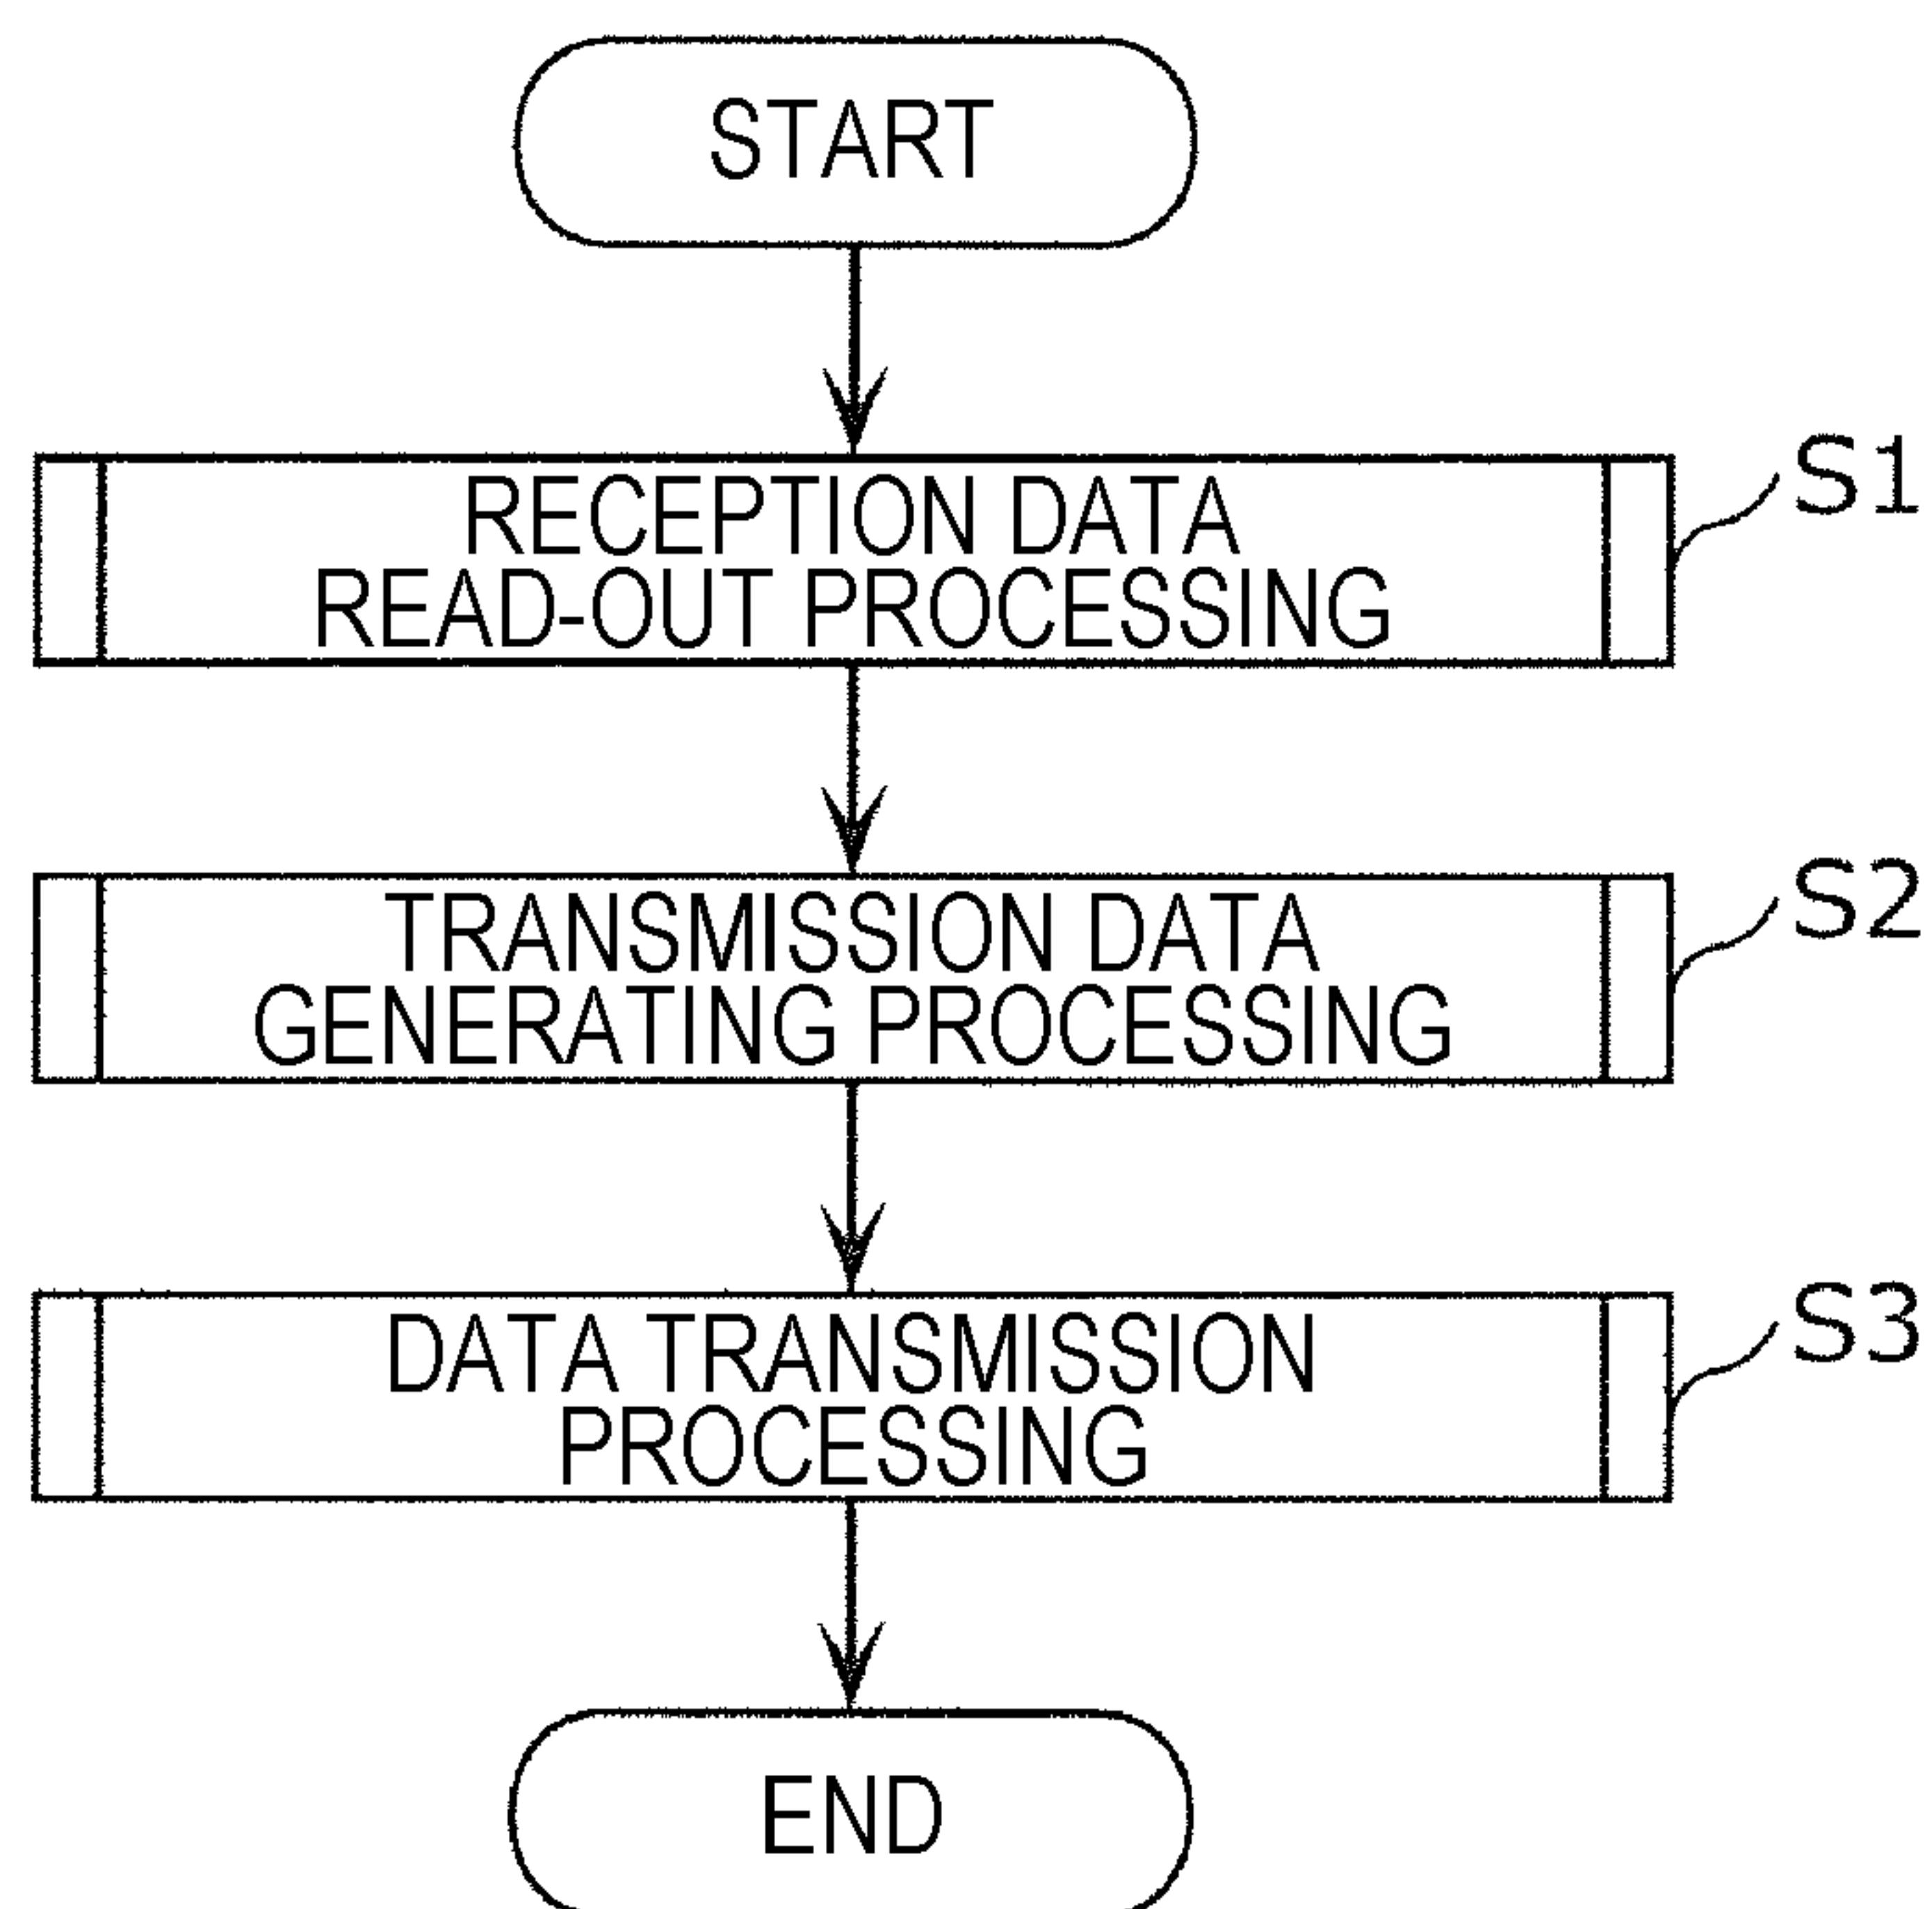 START
S1
RECEPTION DATA
READ-OUT PROCESSING
S2
TRANSMISSION DATA
GENERATING PROCESSING
S3
DATA TRANSMISSION
PROCESSING
END